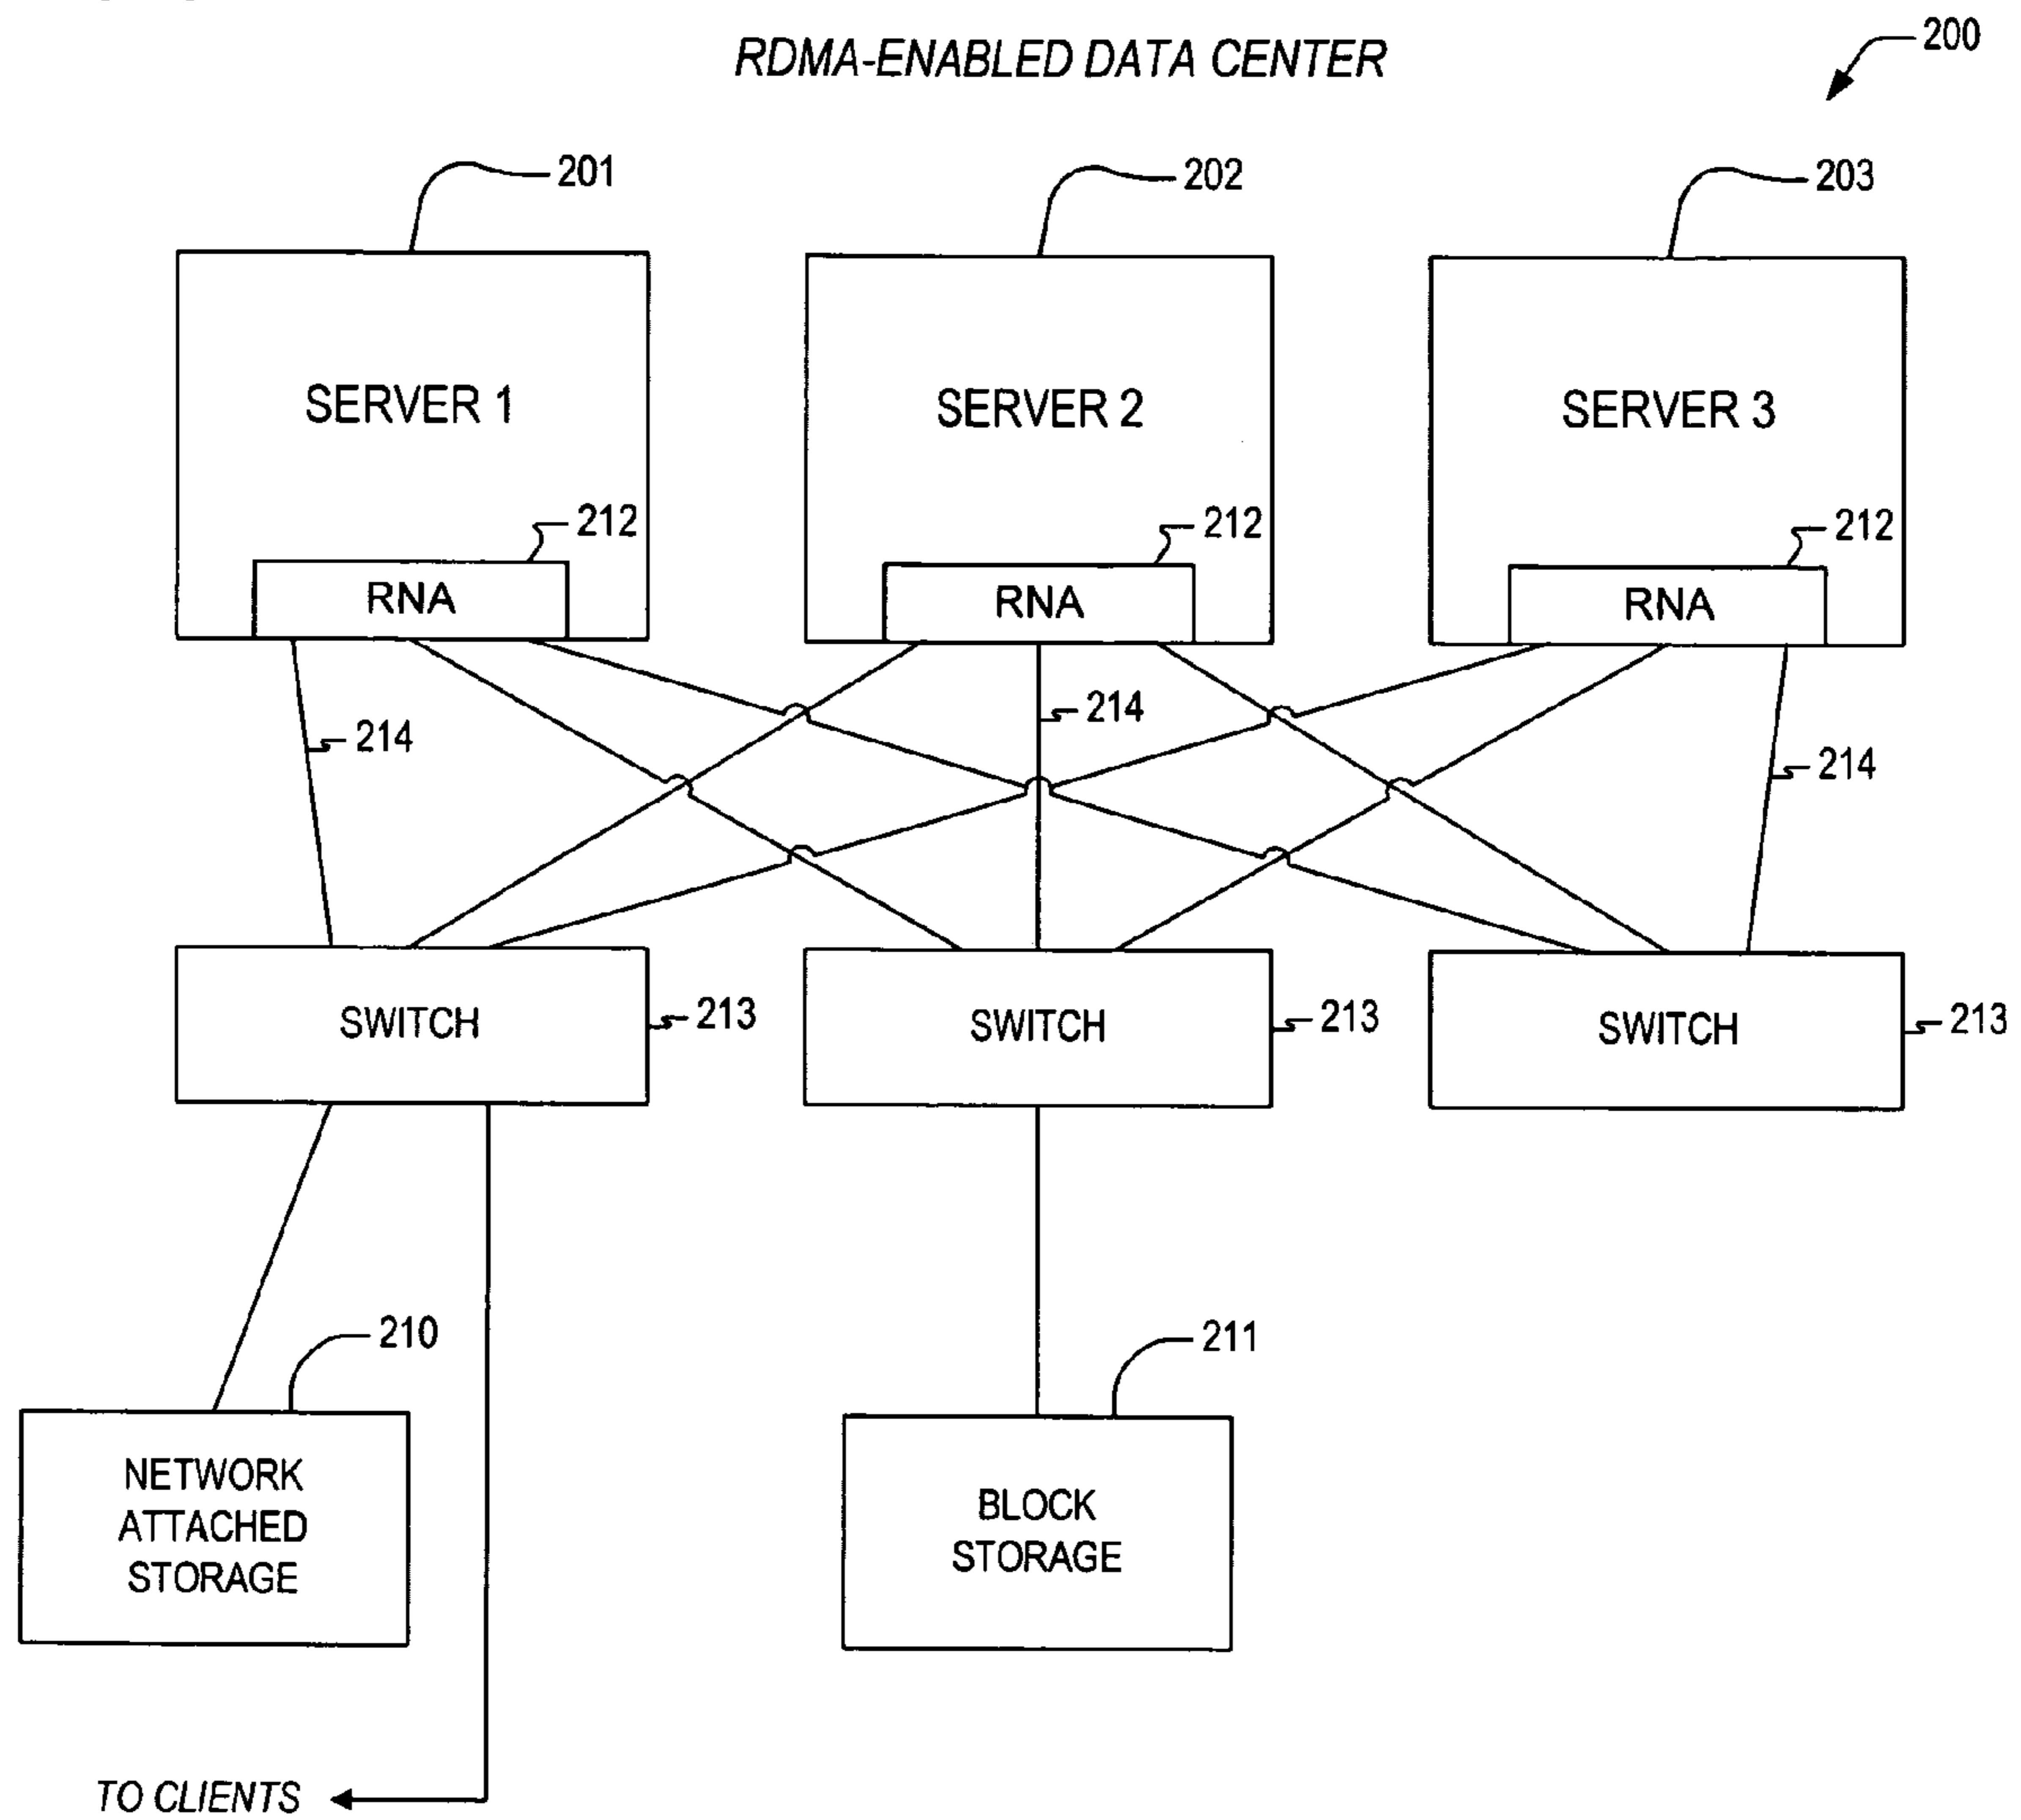 RDMA-ENABLED DATA CENTER
200
201
202
203
SERVER 1
SERVER 2
SERVER 3
212
212
212
RNA
RNA
RNA
214
214
214
SWITCH
213
SWITCH
213
SWITCH
213
210
211
NETWORK
ATTACHED
STORAGE
BLOCK
STORAGE
TO CLIENTS